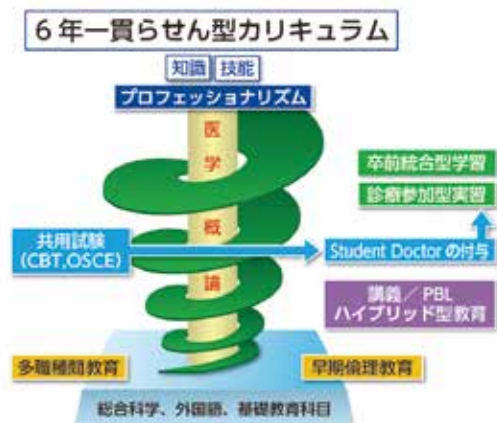 6年一貫らせん型カリキュラム
知識 技能
プロフェッショナリズム
医学概論
卒前統合型学習
診療参加型実習
共用試験
(CBT,OSCE)
Student Doctor の付与
講義／PBL
ハイブリッド型教育
多職種間教育
早期倫理教育
総合科学、外国語、基礎教育科目